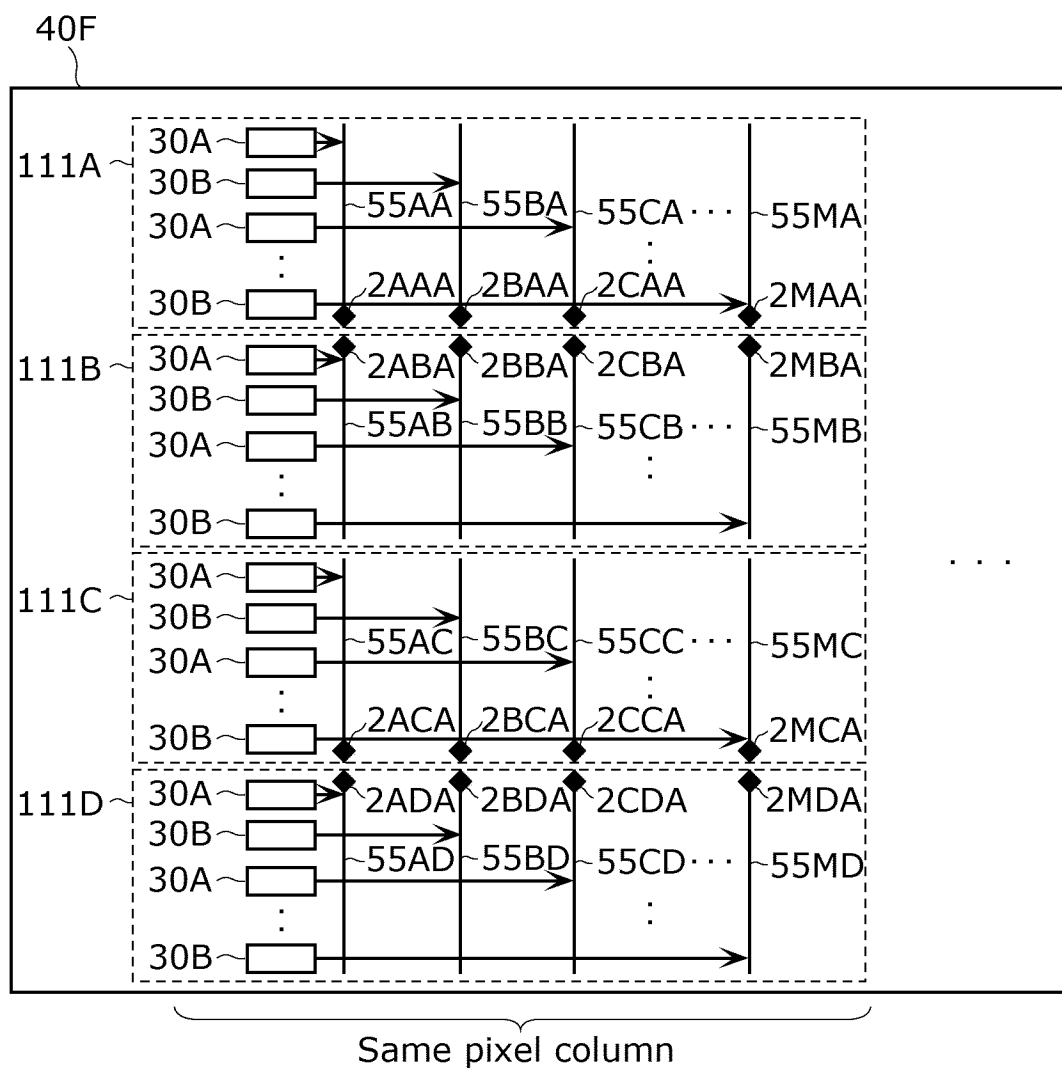 40F
30A
111A
30B
55AA 55BA 55CA ··· 55MA
30A
2AAA 2BAA 2CAA 2MAA
30B
30A
111B 2ABA 2BBA 2CBA 2MBA
30B
55AB 55BB 55CB ··· 55MB
30A
30B
. . .
30A
111C
30B
55AC 55BC 55CC ··· 55MC
30A
2ACA 2BCA 2CCA 2MCA
30B
30A
111D 2ADA 2BDA 2CDA 2MDA
30B
55AD 55BD 55CD ··· 55MD
30A
30B
Same pixel column